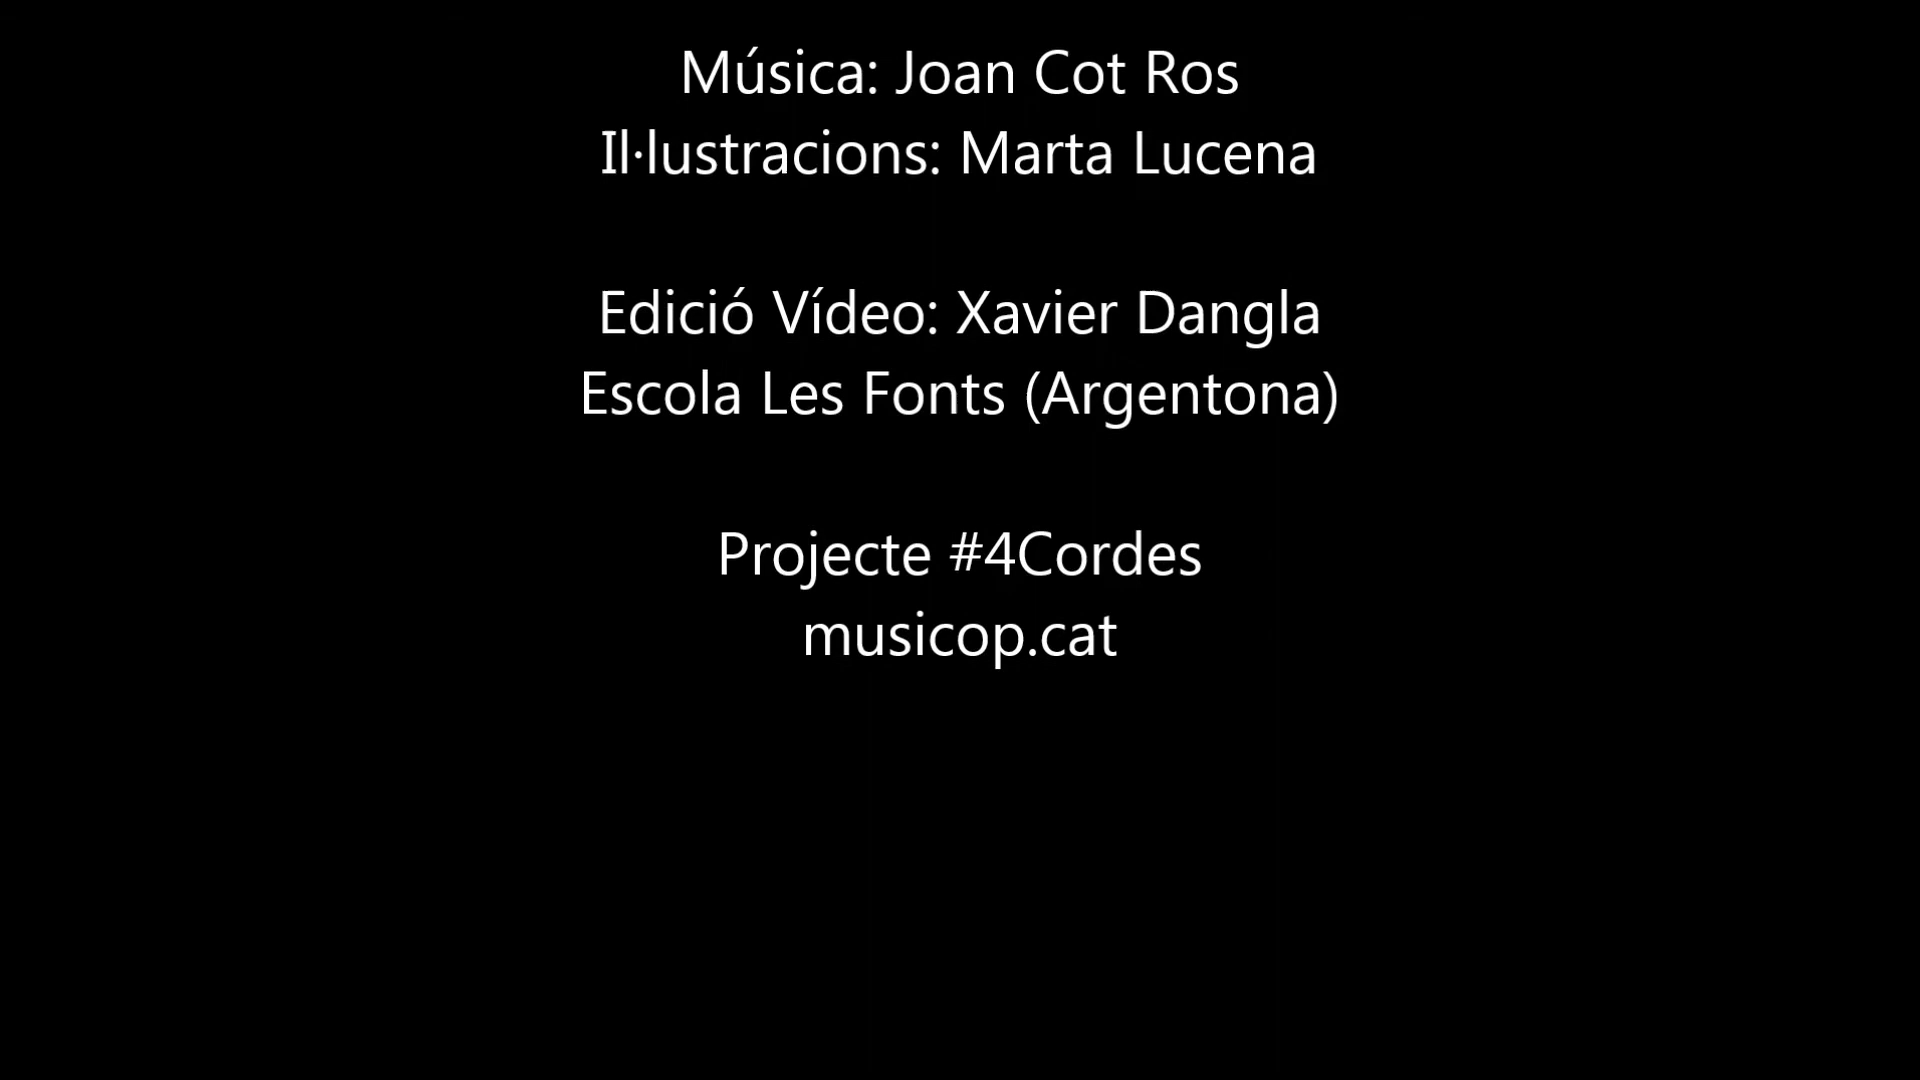 Música: Joan Cot Ros
Il·lustracions: Marta Lucena
Edició Vídeo: Xavier Dangla
Escola Les Fonts (Argentona)
Projecte #4Cordes
musicop.cat